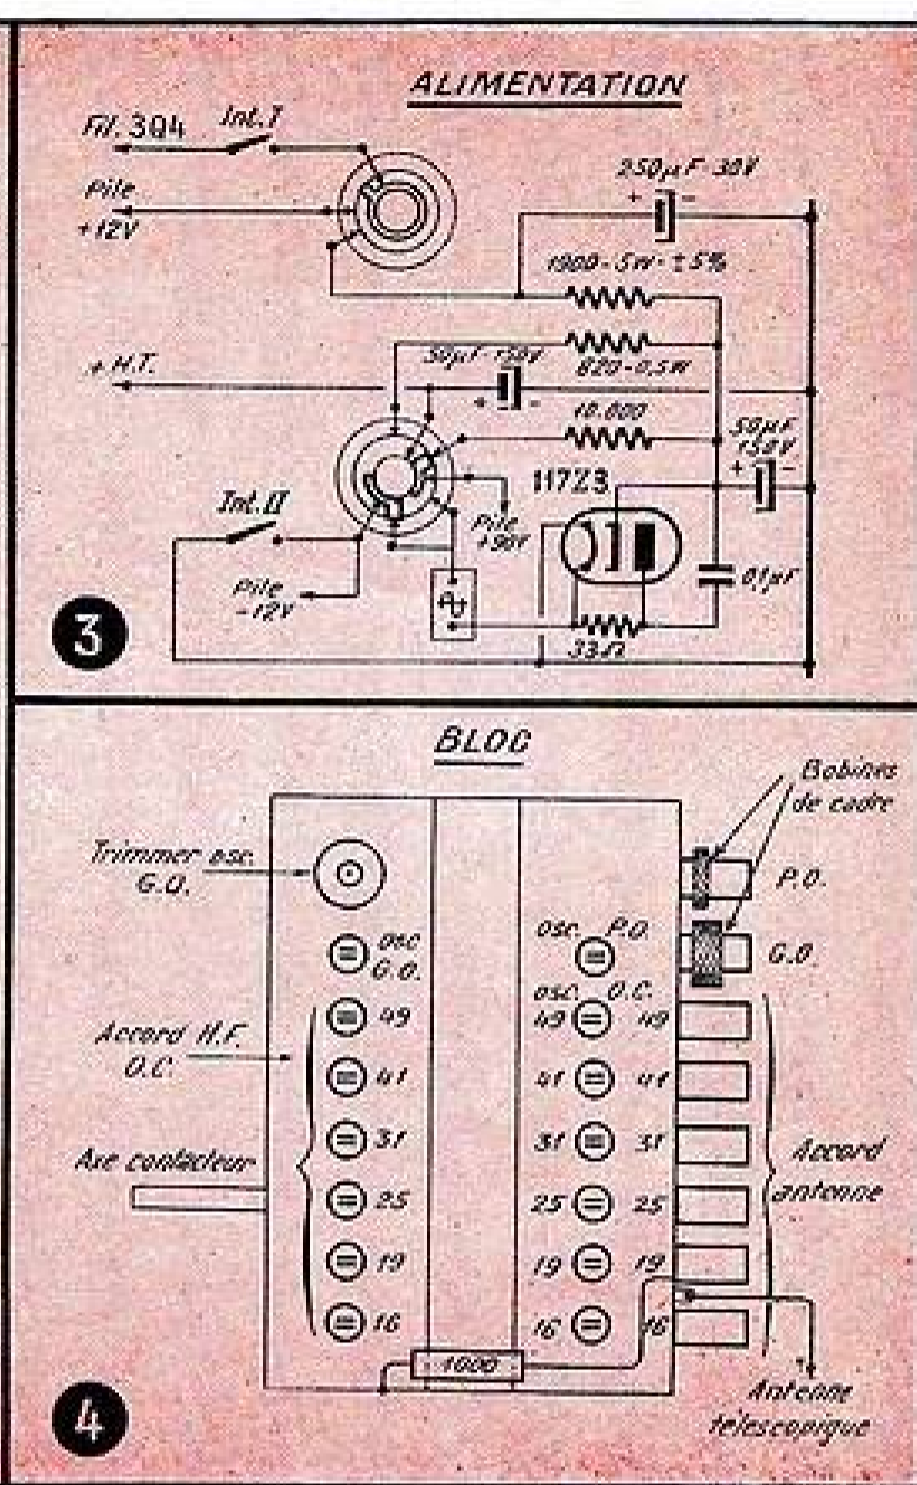 ALIMENTATION
Fil. 3Q4
Int. I
Pile
+12V
250µF-30V
+ -
1900-5W-±5%
820-0,5W
50µF-150V
+ -
+ H.T.
10.000
50µF
150V
+ -
117Z3
Int. II
Pile
+90V
Pile
-12V
0,1µF
33Ω
3
BLOC
Bobines
de cadre
Trimmer osc.
G.O.
P.O.
osc
G.O.
osc. P.O.
G.O.
osc. O.C.
49
49
49
Accord H.F.
O.C.
41
41
41
31
31
31
Accord
antenne
Axe contacteur
25
25
25
19
19
19
16
16
16
1000
Antenne
télescopique
4